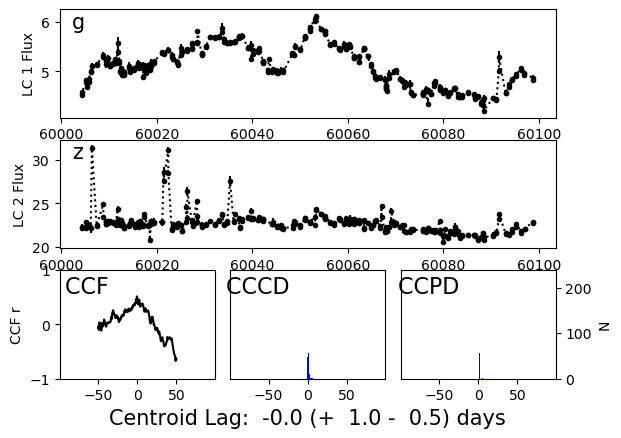 g
LC 1 Flux
6
5
60000 60020 60040 60060 60080 60100
z
LC 2 Flux
30
25
20
60000 60020 60040 60060 60080 60100
CCF
CCCD
CCPD
CCF r
1
0
−1
−50 0 50
−50 0 50
−50 0 50
200
100
0
N
Centroid Lag:  -0.0 (+  1.0 -  0.5) days